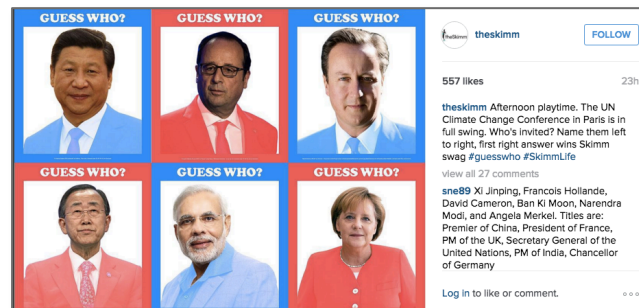 GUESS WHO? GUESS WHO? GUESS WHO?
GUESS WHO? GUESS WHO? GUESS WHO?
theSkimm
theskimm
FOLLOW
557 likes
23h
theskimm Afternoon playtime. The UN
Climate Change Conference in Paris is in
full swing. Who's invited? Name them left
to right, first right answer wins Skimm
swag #guesswho #SkimmLife
view all 27 comments
sne89 Xi Jinping, Francois Hollande,
David Cameron, Ban Ki Moon, Narendra
Modi, and Angela Merkel. Titles are:
Premier of China, President of France,
PM of the UK, Secretary General of the
United Nations, PM of India, Chancellor
of Germany
Log in to like or comment.